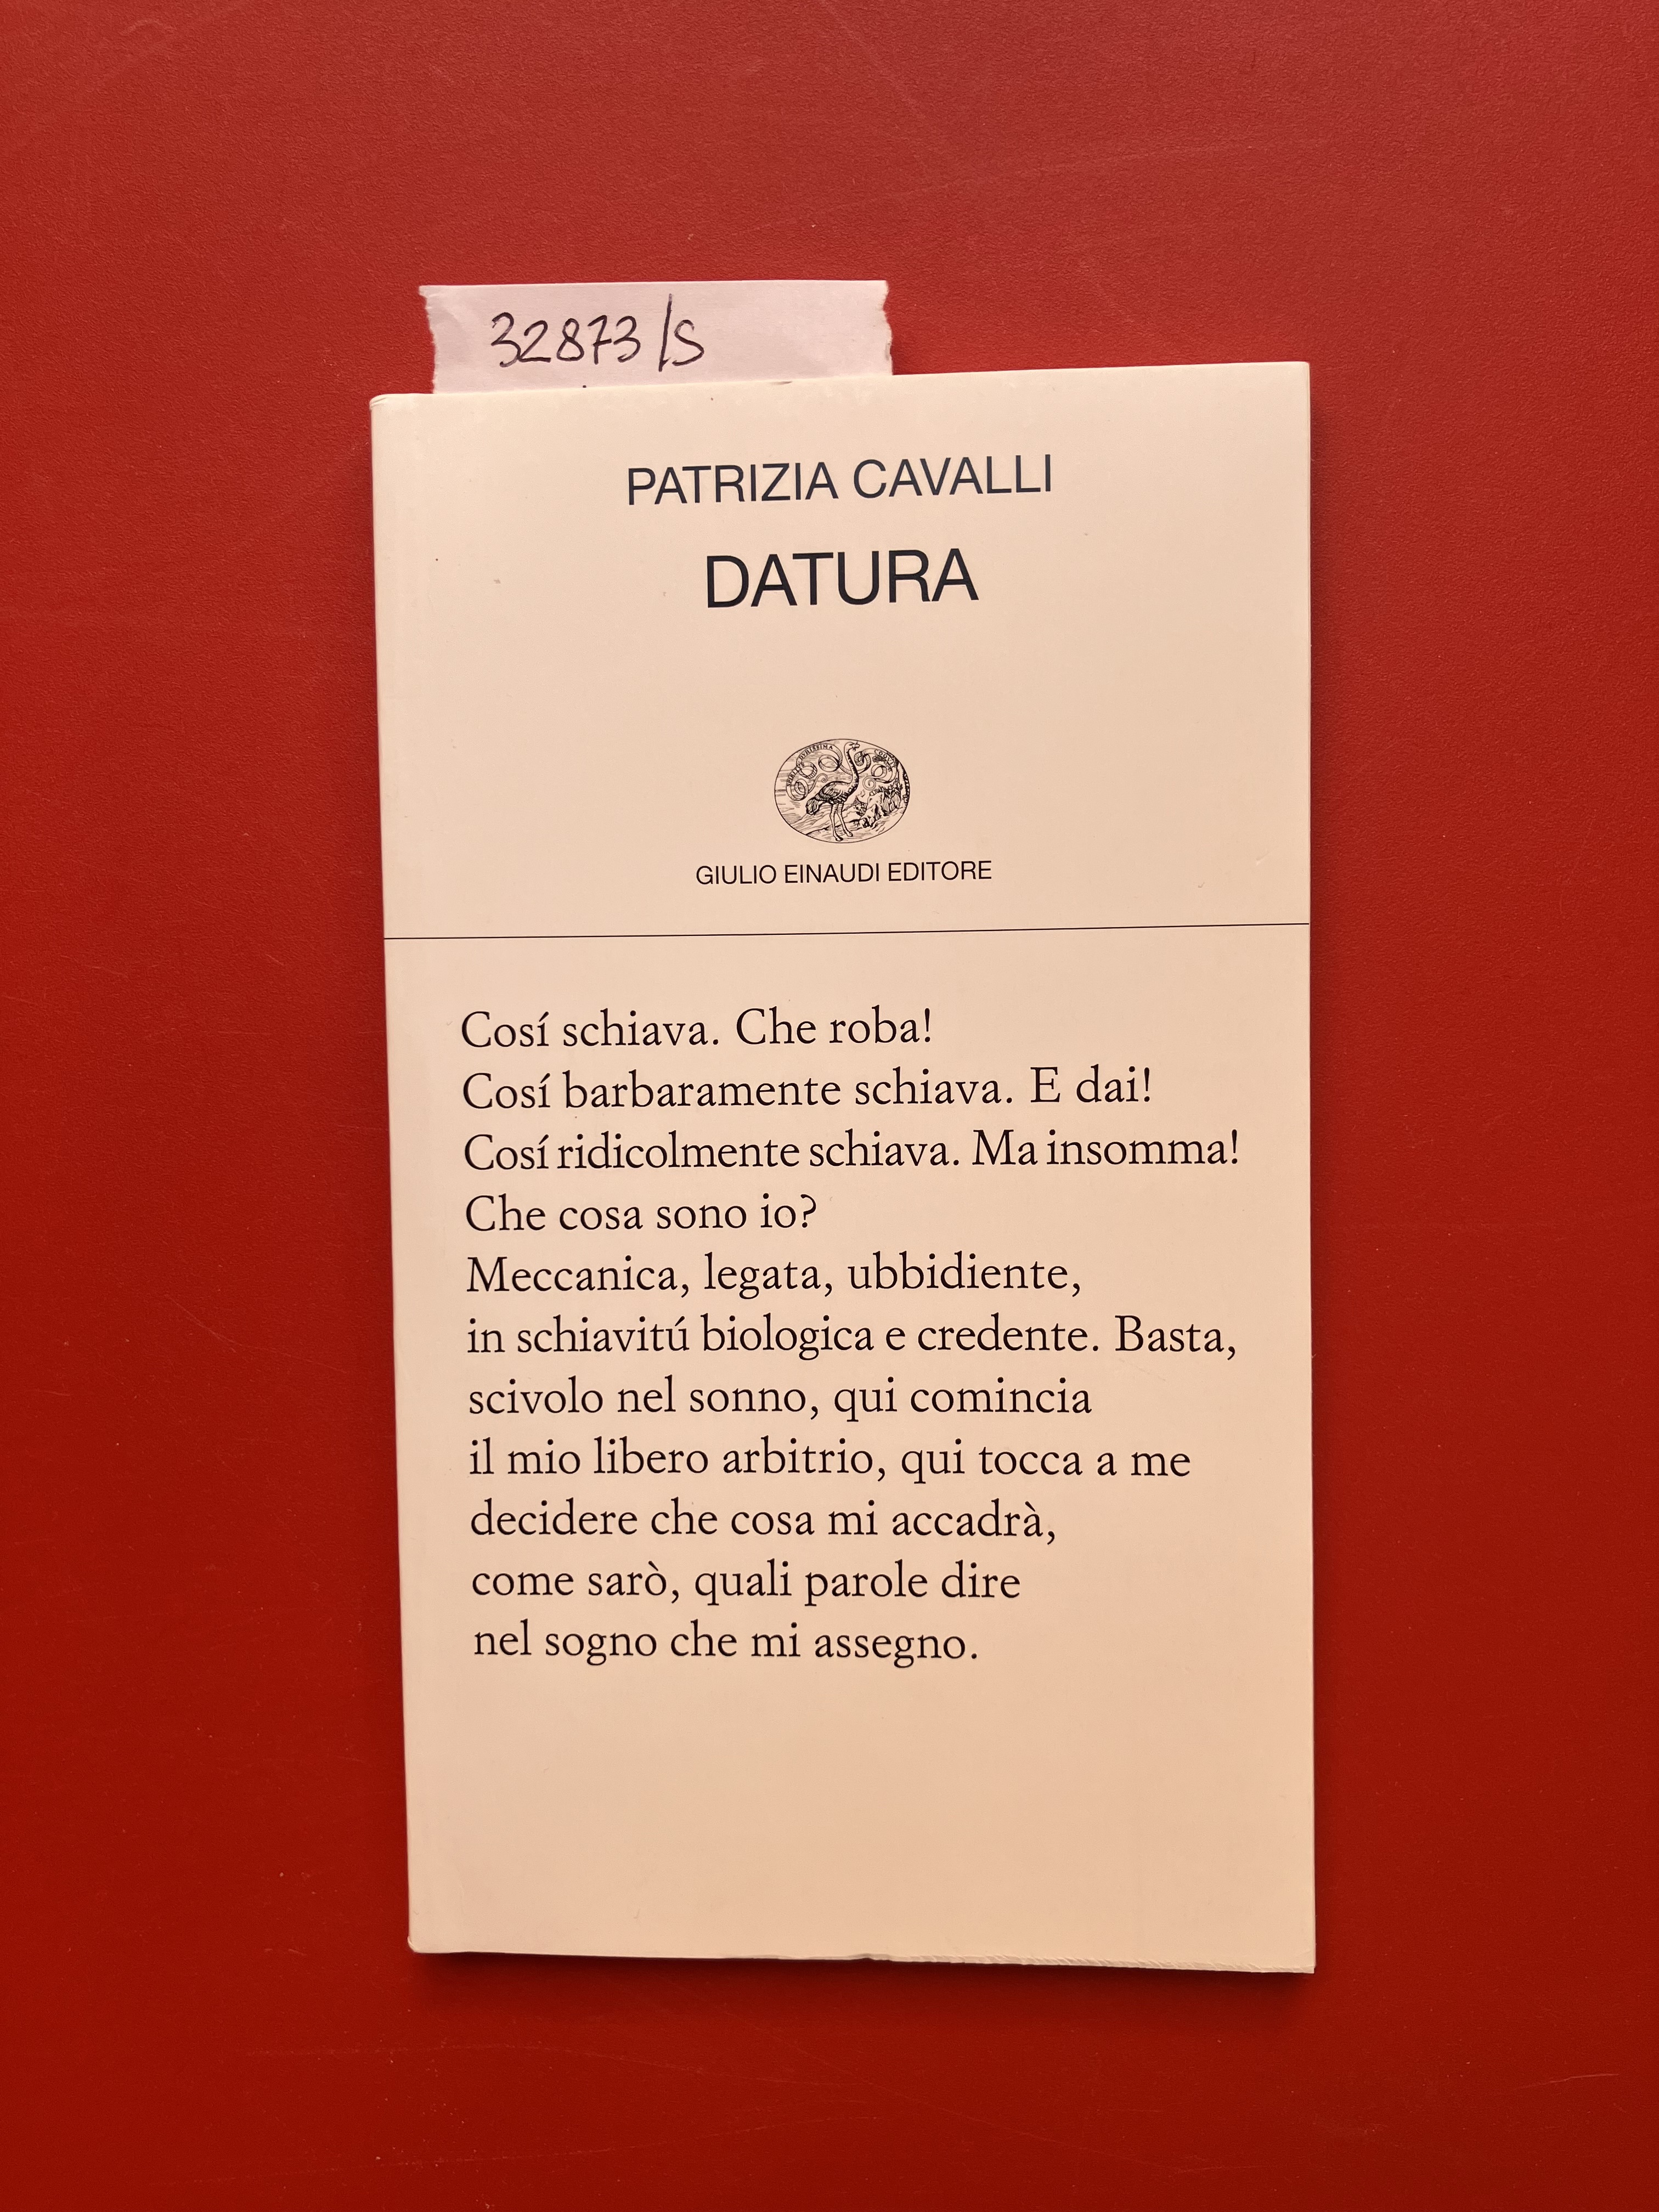 32873/S
PATRIZIA CAVALLI
DATURA
GIULIO EINAUDI EDITORE
Cosí schiava. Che roba!
Cosí barbaramente schiava. E dai!
Cosí ridicolmente schiava. Ma insomma!
Che cosa sono io?
Meccanica, legata, ubbidiente,
in schiavitú biologica e credente. Basta,
scivolo nel sonno, qui comincia
il mio libero arbitrio, qui tocca a me
decidere che cosa mi accadrà,
come sarò, quali parole dire
nel sogno che mi assegno.